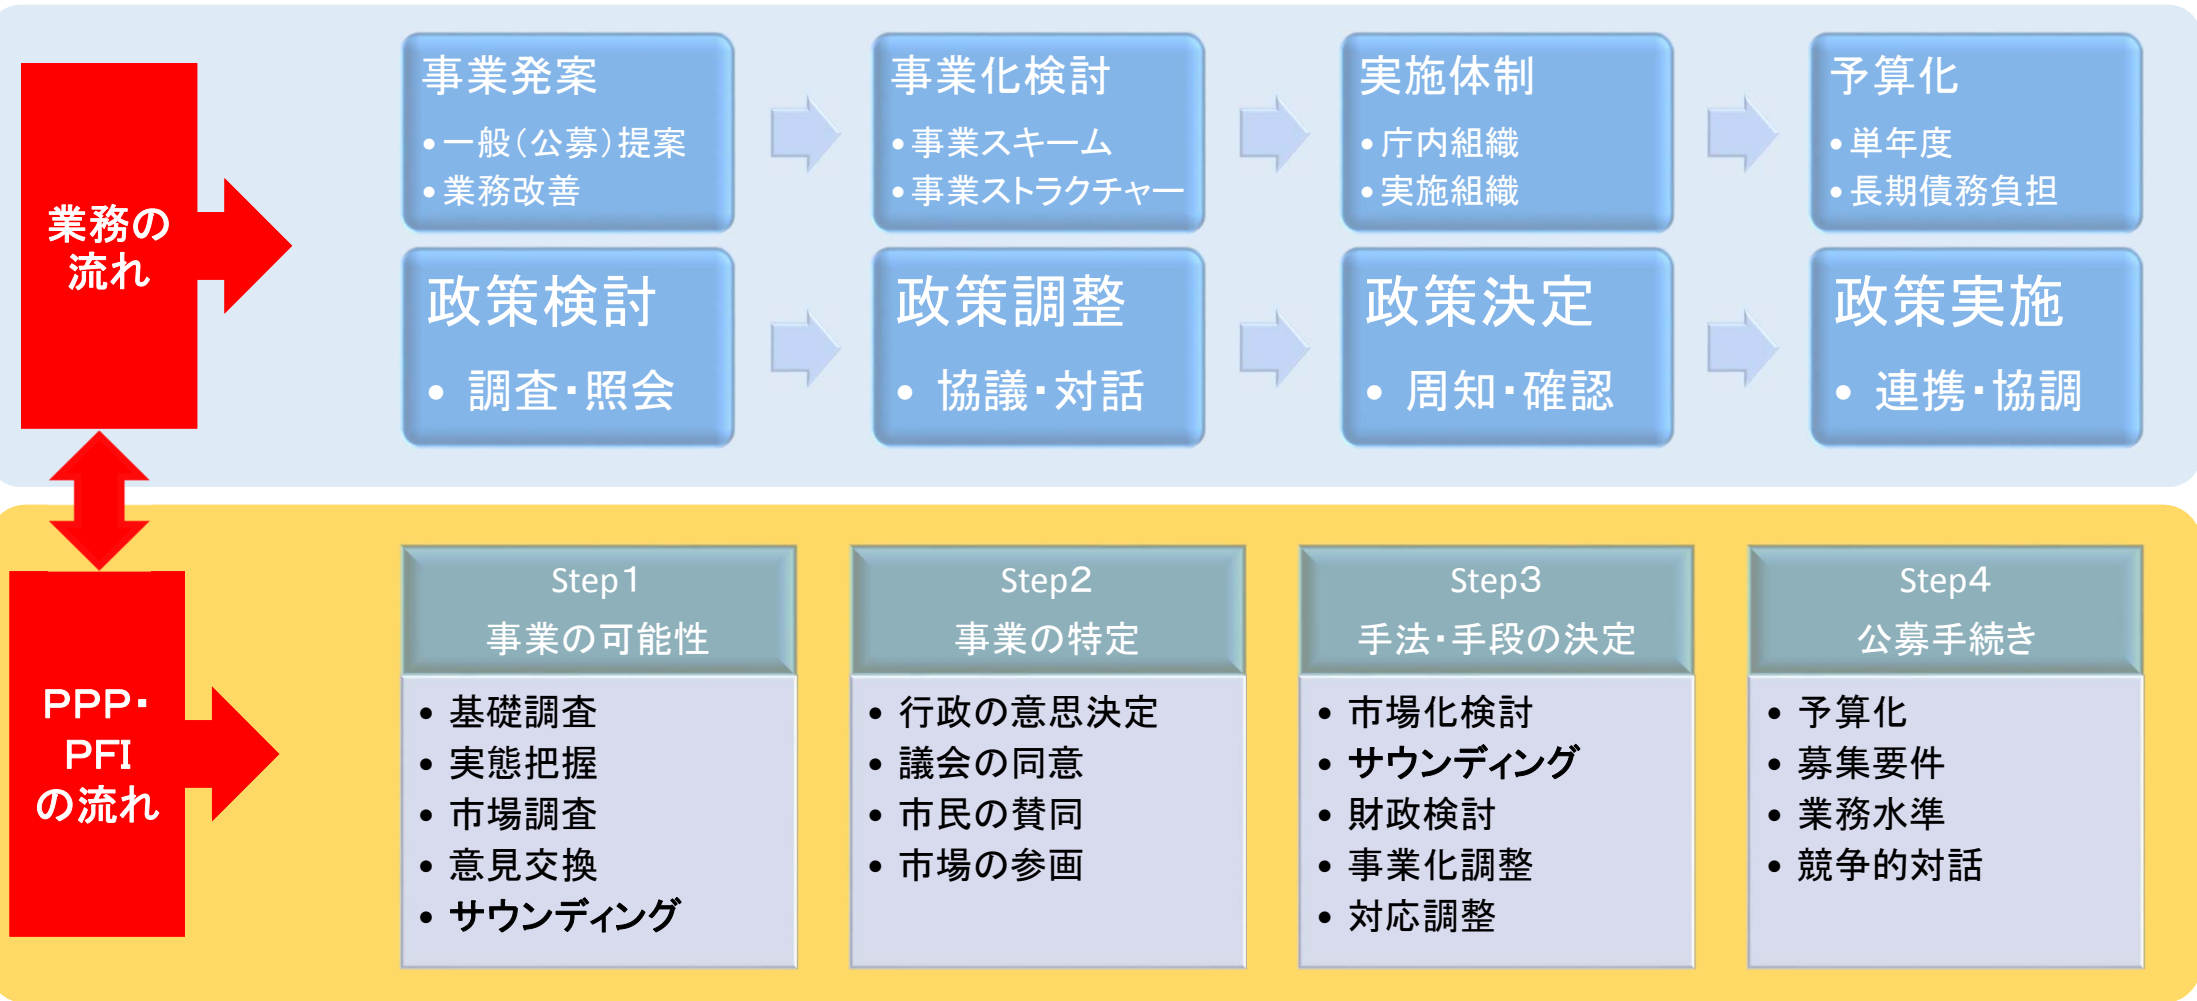 業務の
流れ
事業発案
•一般(公募)提案
•業務改善
事業化検討
•事業スキーム
•事業ストラクチャー
実施体制
•庁内組織
•実施組織
予算化
•単年度
•長期債務負担
政策検討
• 調査・照会
政策調整
• 協議・対話
政策決定
• 周知・確認
政策実施
• 連携・協調
PPP・
PFI
の流れ
Step1
事業の可能性
• 基礎調査
• 実態把握
• 市場調査
• 意見交換
• サウンディング
Step2
事業の特定
• 行政の意思決定
• 議会の同意
• 市民の賛同
• 市場の参画
Step3
手法・手段の決定
• 市場化検討
• サウンディング
• 財政検討
• 事業化調整
• 対応調整
Step4
公募手続き
• 予算化
• 募集要件
• 業務水準
• 競争的対話